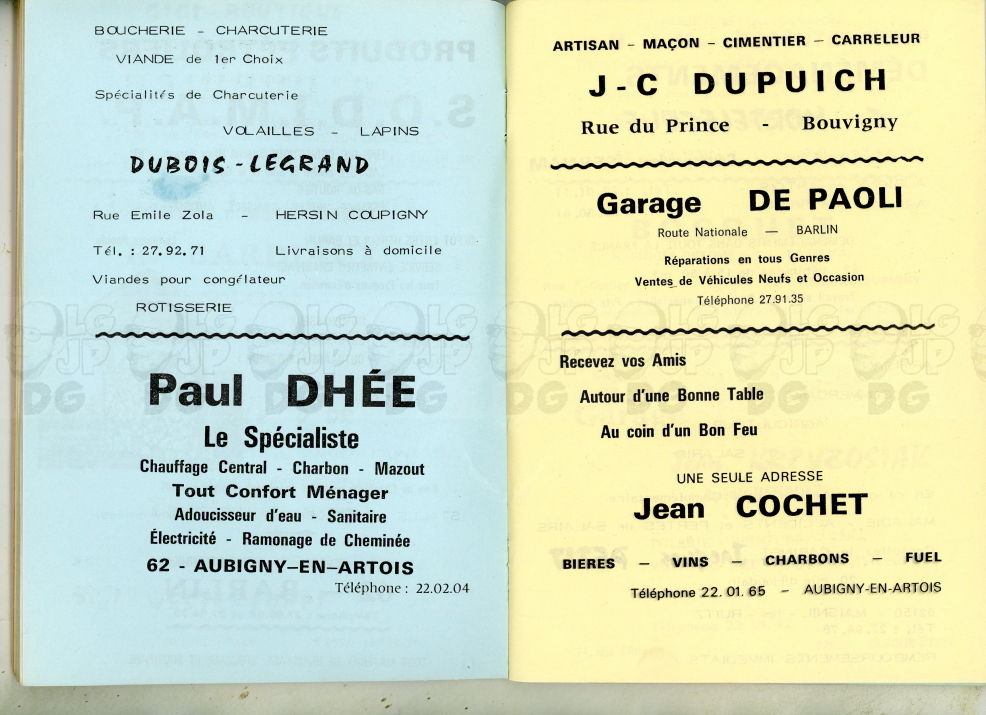 BOUCHERIE - CHARCUTERIE
VIANDE de 1er Choix
Spécialités de Charcuterie
VOLAILLES - LAPINS
DUBOIS - LEGRAND
Rue Emile Zola - HERSIN COUPIGNY
Tél. : 27.92.71 Livraisons à domicile
Viandes pour congélateur
ROTISSERIE
Paul DHÉE
Le Spécialiste
Chauffage Central - Charbon - Mazout
Tout Confort Ménager
Adoucisseur d'eau - Sanitaire
Électricité - Ramonage de Cheminée
62 - AUBIGNY-EN-ARTOIS
Téléphone : 22.02.04
ARTISAN - MAÇON - CIMENTIER - CARRELEUR
J-C DUPUICH
Rue du Prince - Bouvigny
Garage DE PAOLI
Route Nationale — BARLIN
Réparations en tous Genres
Ventes de Véhicules Neufs et Occasion
Téléphone 27.91.35
Recevez vos Amis
Autour d'une Bonne Table
Au coin d'un Bon Feu
UNE SEULE ADRESSE
Jean COCHET
BIERES - VINS - CHARBONS - FUEL
Téléphone 22.01.65 - AUBIGNY-EN-ARTOIS